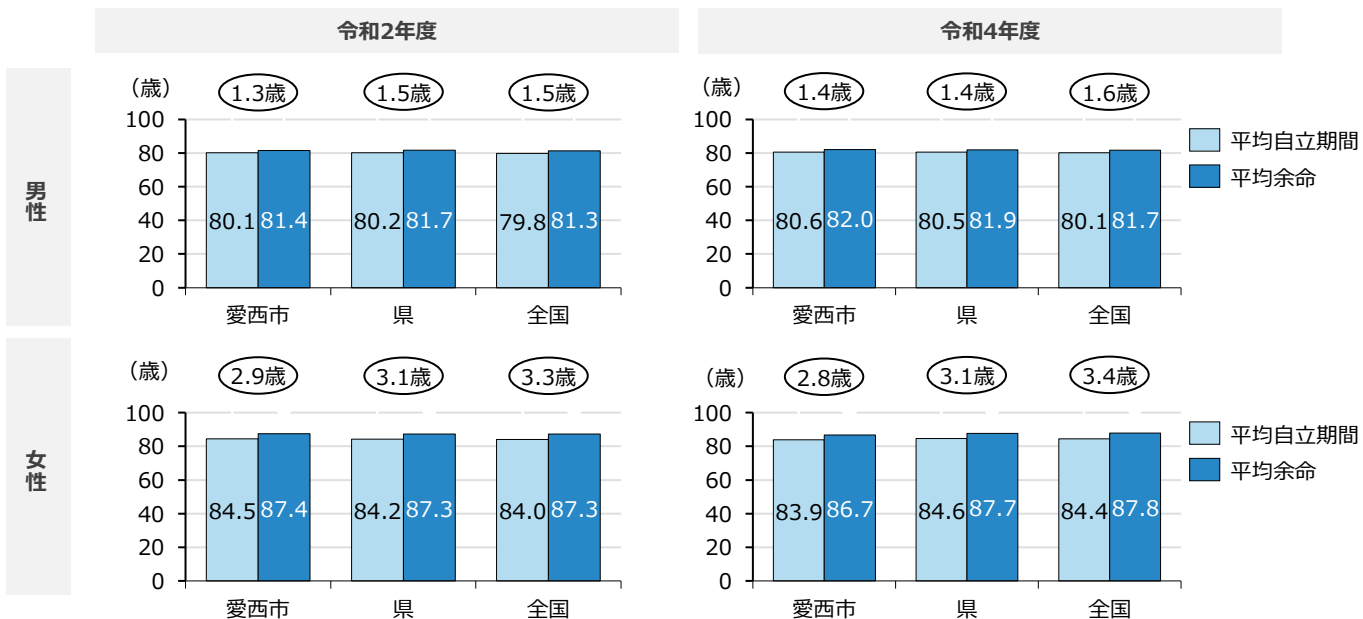 令和2年度
令和4年度
男性
(歳)
1.3歳 1.5歳 1.5歳
100
80
60
40
20
0
80.1 81.4 80.2 81.7 79.8 81.3
愛西市 県 全国
(歳)
1.4歳 1.4歳 1.6歳
100
80
60
40
20
0
80.6 82.0 80.5 81.9 80.1 81.7
愛西市 県 全国
平均自立期間
平均余命
女性
(歳)
2.9歳 3.1歳 3.3歳
100
80
60
40
20
0
84.5 87.4 84.2 87.3 84.0 87.3
愛西市 県 全国
(歳)
2.8歳 3.1歳 3.4歳
100
80
60
40
20
0
83.9 86.7 84.6 87.7 84.4 87.8
愛西市 県 全国
平均自立期間
平均余命